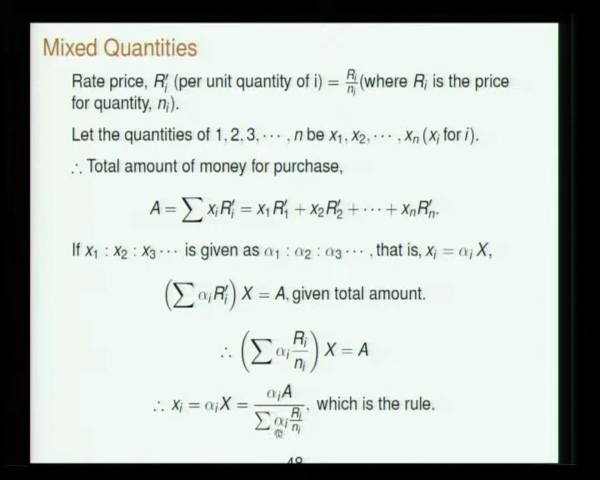 Mixed Quantities
Rate price, R′ᵢ (per unit quantity of i) = Rᵢ/nᵢ (where Rᵢ is the price
for quantity, nᵢ).
Let the quantities of 1, 2, 3, ⋯ , n be x₁, x₂, ⋯ , xₙ (xᵢ for i).
∴ Total amount of money for purchase,
A = ∑ xᵢR′ᵢ = x₁R′₁ + x₂R′₂ + ⋯ + xₙR′ₙ.
If x₁ : x₂ : x₃ ⋯ is given as α₁ : α₂ : α₃ ⋯ , that is, xᵢ = αᵢ X,
(∑ αᵢR′ᵢ) X = A, given total amount.
∴ (∑ αᵢ Rᵢ/nᵢ) X = A
∴ xᵢ = αᵢX = αᵢA / ∑ αᵢ Rᵢ/nᵢ , which is the rule.